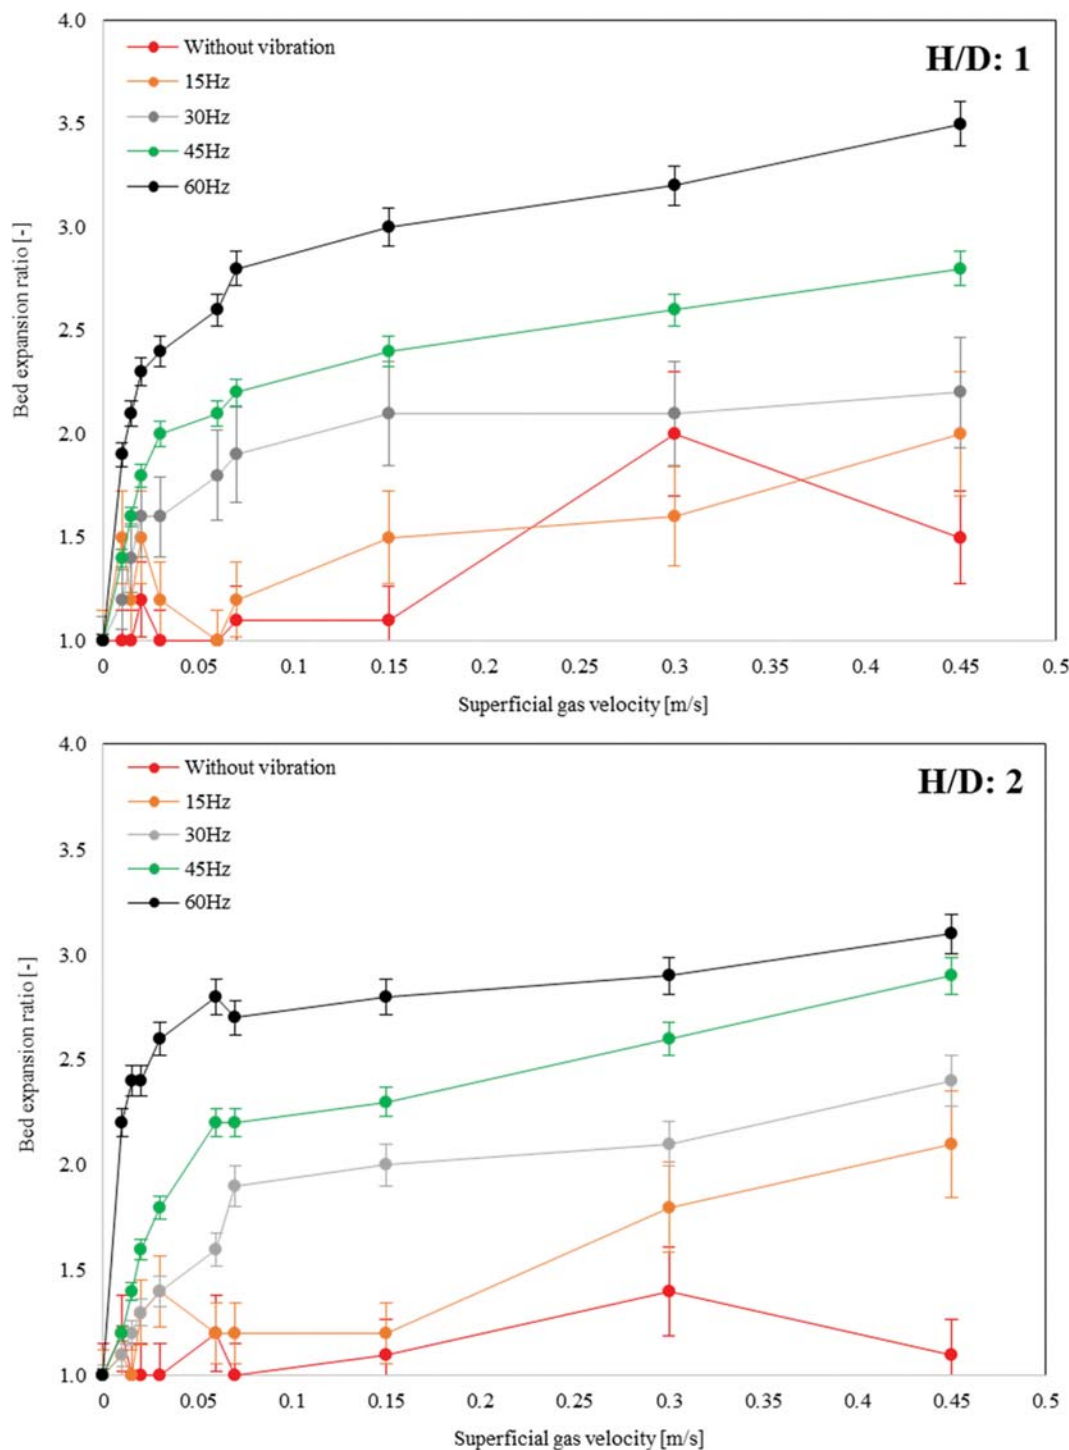 4.0
Without vibration
H/D: 1
15Hz
3.5
30Hz
45Hz
60Hz
3.0
Bed expansion ratio [-]
2.5
2.0
1.5
1.0
0 0.05 0.1 0.15 0.2 0.25 0.3 0.35 0.4 0.45 0.5
Superficial gas velocity [m/s]
4.0
Without vibration
H/D: 2
15Hz
3.5
30Hz
45Hz
60Hz
3.0
Bed expansion ratio [-]
2.5
2.0
1.5
1.0
0 0.05 0.1 0.15 0.2 0.25 0.3 0.35 0.4 0.45 0.5
Superficial gas velocity [m/s]